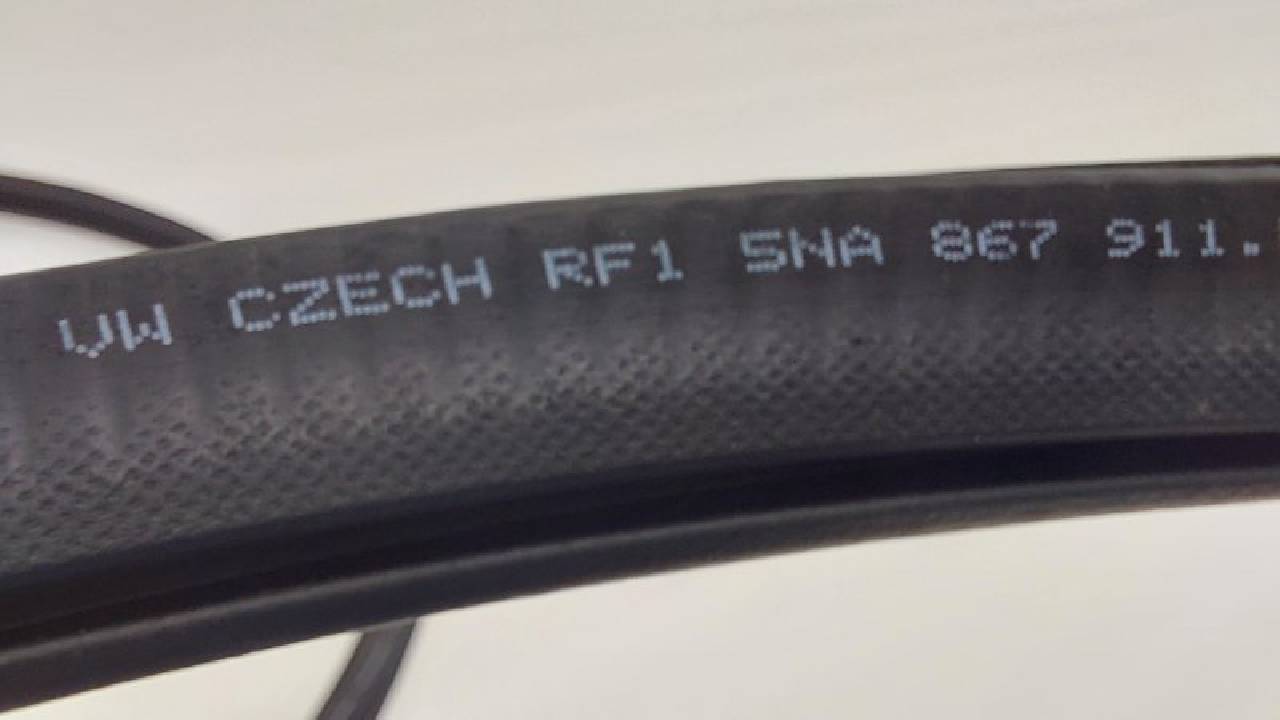 VW CZECH RF1 5NA 867 911.